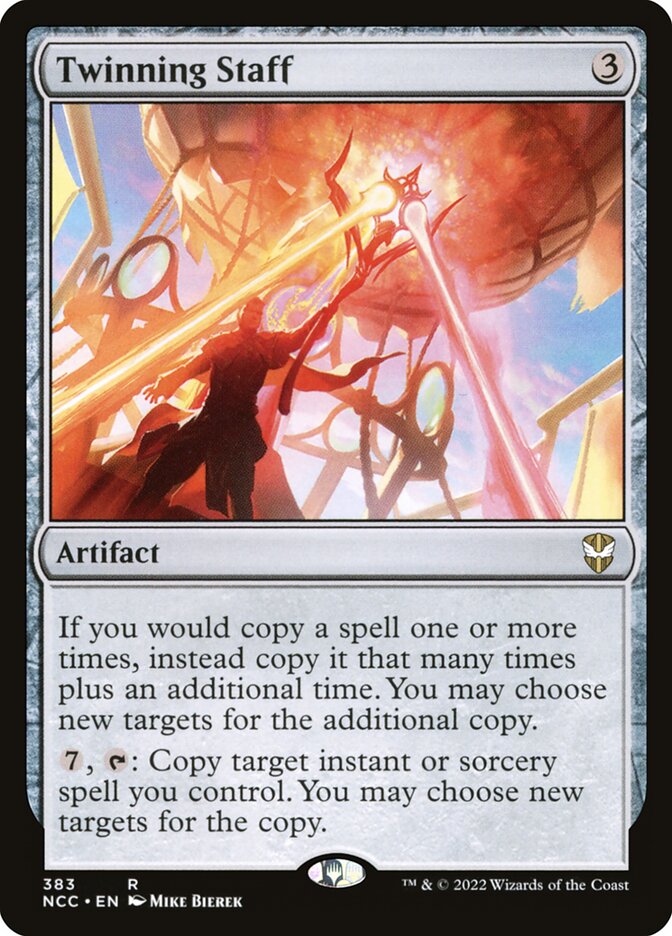 Twinning Staff 3
Artifact
If you would copy a spell one or more
times, instead copy it that many times
plus an additional time. You may choose
new targets for the additional copy.
7, : Copy target instant or sorcery
spell you control. You may choose new
targets for the copy.
383 R
NCC • EN Mike Bierek
™ & © 2022 Wizards of the Coast